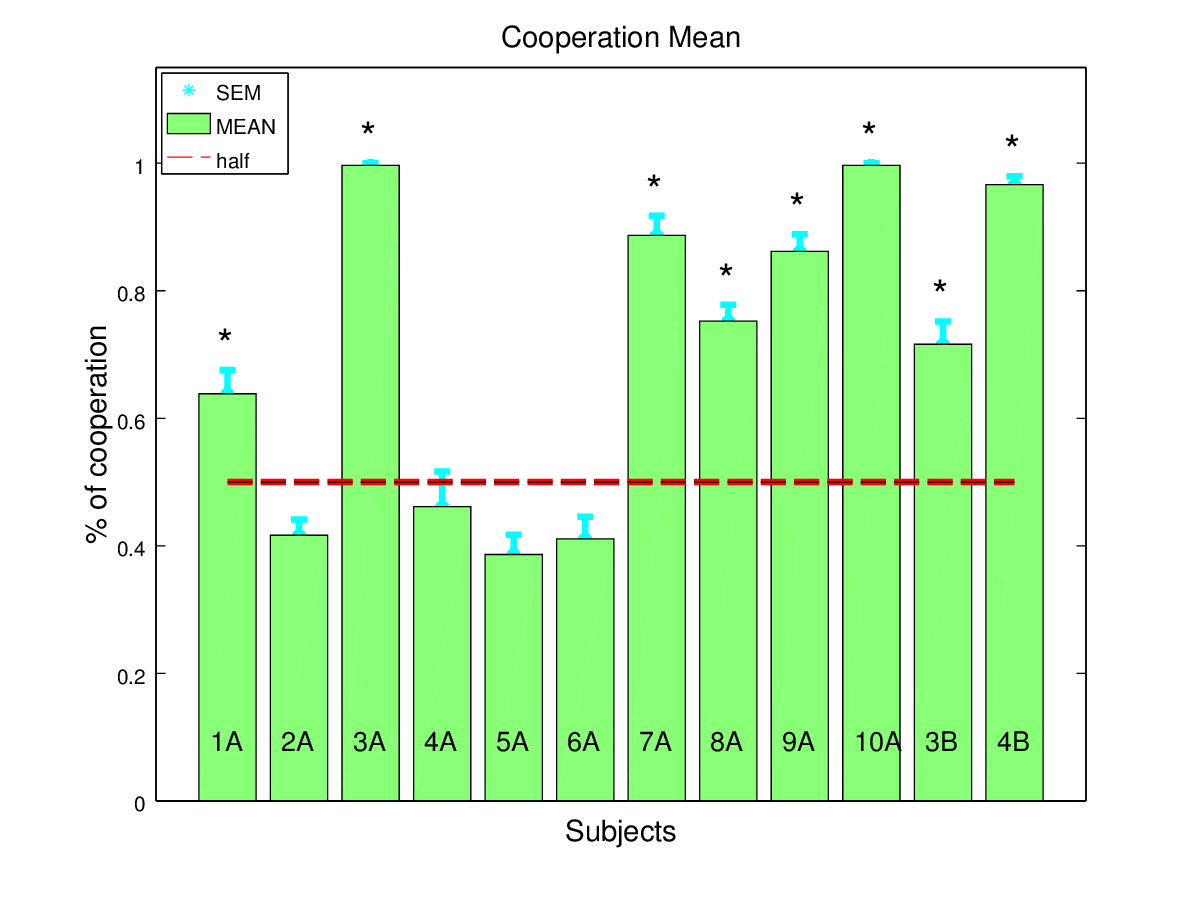 Cooperation Mean
SEM
MEAN
half
% of cooperation
1
0.8
0.6
0.4
0.2
0
*
*
*
*
*
*
*
*
1A 2A 3A 4A 5A 6A 7A 8A 9A 10A 3B 4B
Subjects